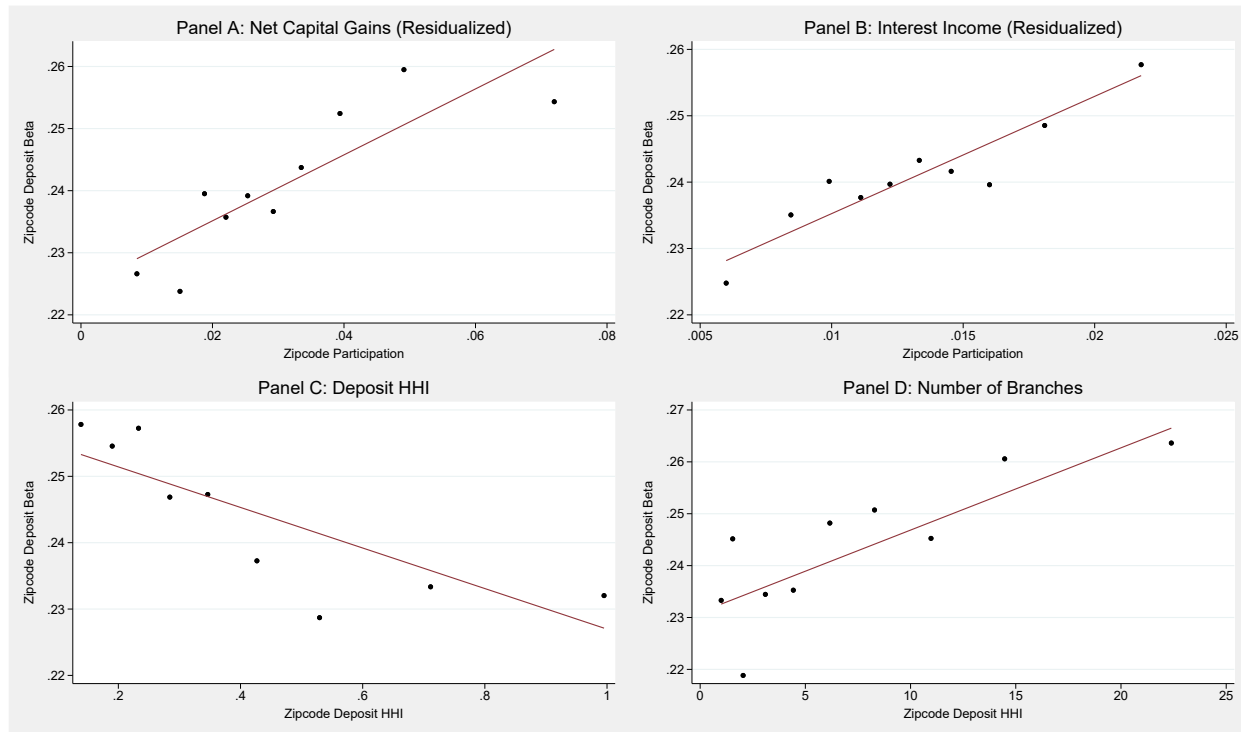 Panel A: Net Capital Gains (Residualized)
Zipcode Deposit Beta
.26
.25
.24
.23
.22
0 .02 .04 .06 .08
Zipcode Participation
Panel B: Interest Income (Residualized)
Zipcode Deposit Beta
.26
.25
.24
.23
.22
.005 .01 .015 .02 .025
Zipcode Participation
Panel C: Deposit HHI
Zipcode Deposit Beta
.26
.25
.24
.23
.22
.2 .4 .6 .8 1
Zipcode Deposit HHI
Panel D: Number of Branches
Zipcode Deposit Beta
.27
.26
.25
.24
.23
.22
0 5 10 15 20 25
Zipcode Deposit HHI